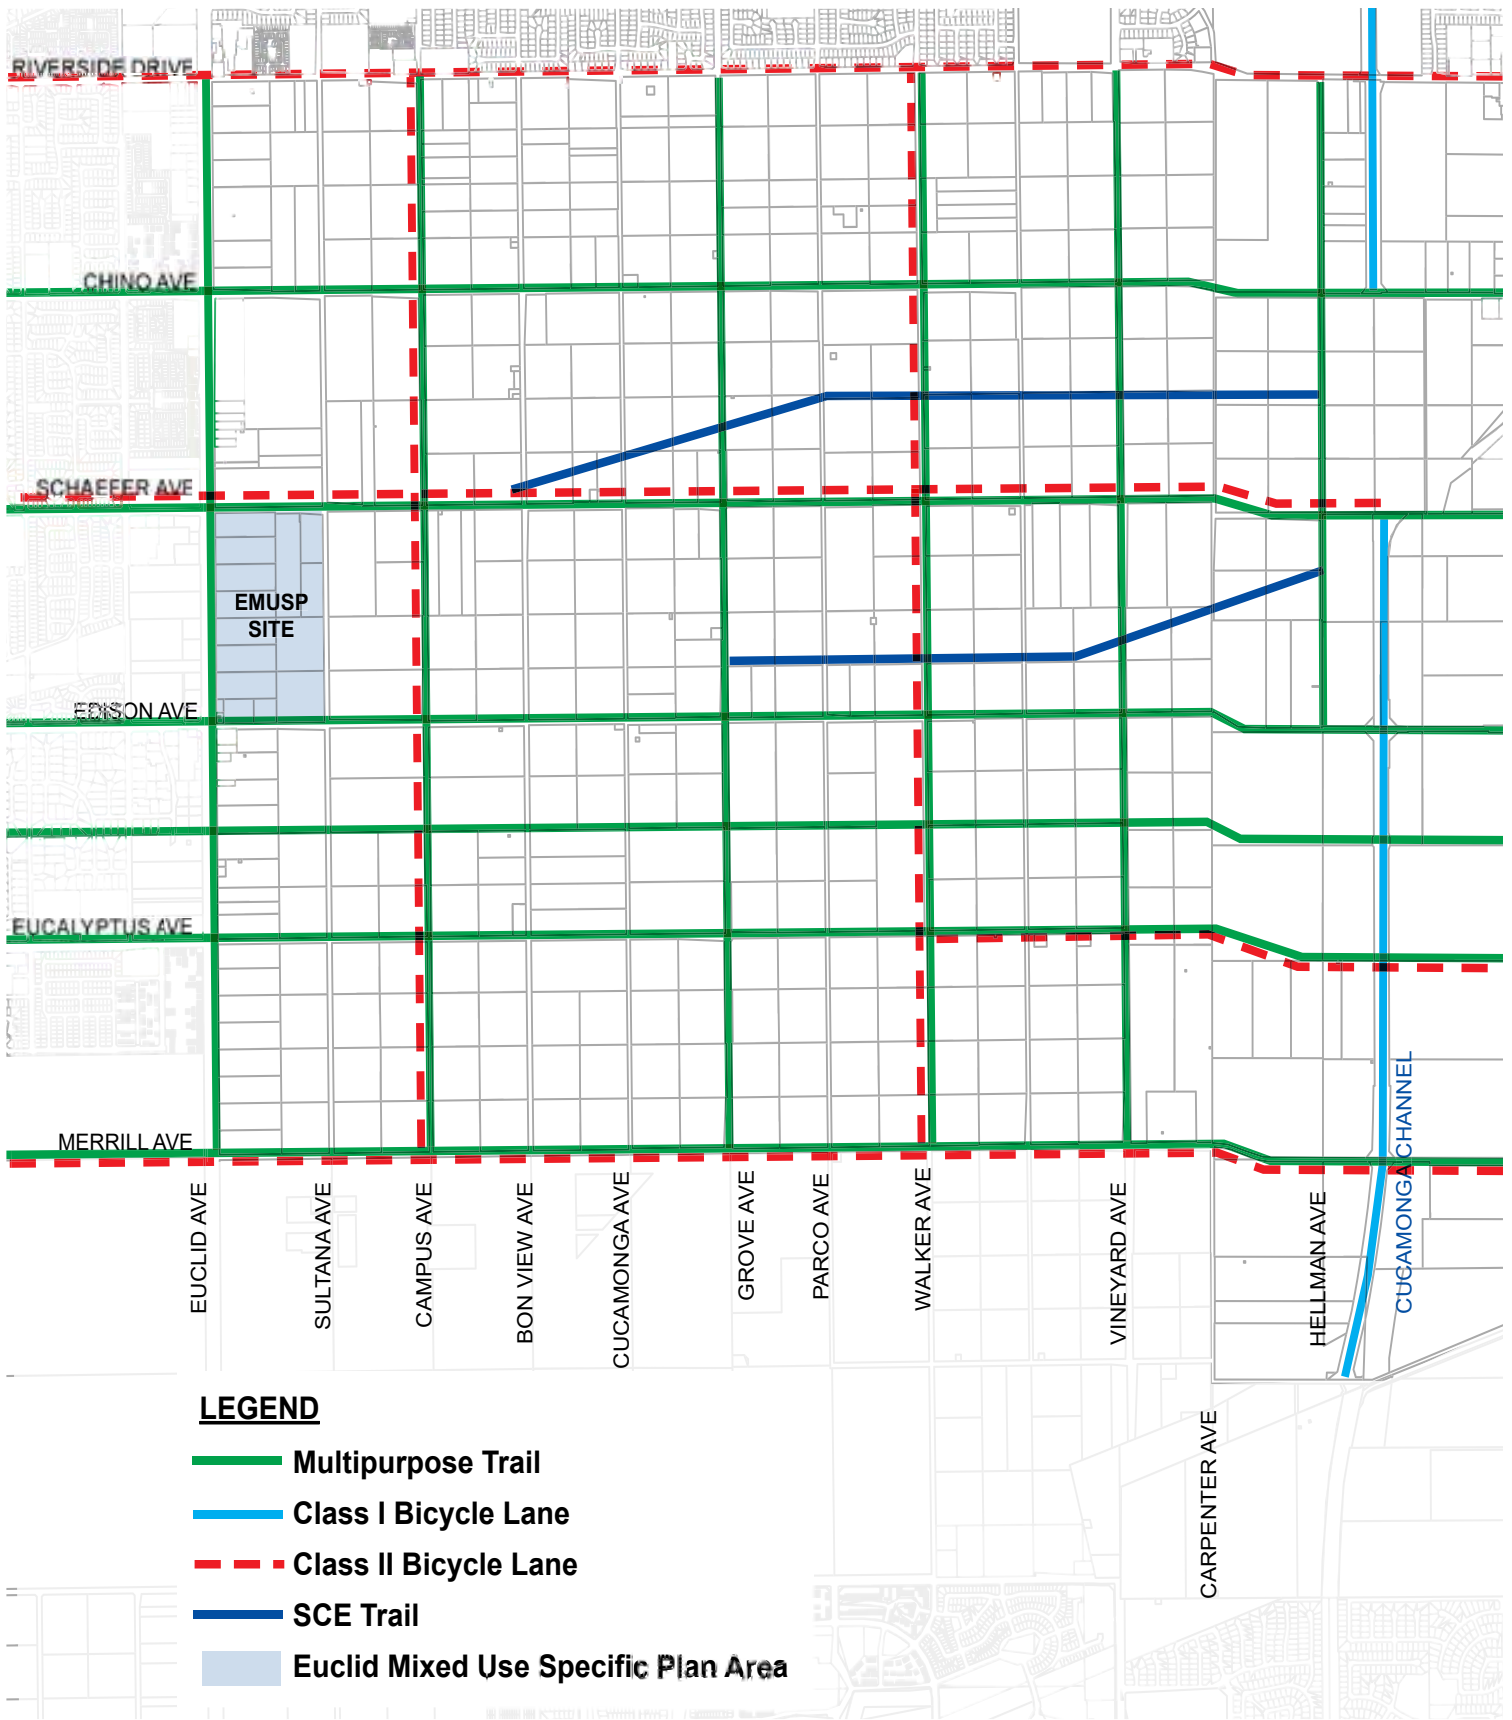 RIVERSIDE DRIVE
CHINO AVE
SCHAEFER AVE
EMUSP
SITE
EDISON AVE
EUCALYPTUS AVE
MERRILL AVE
EUCLID AVE
SULTANA AVE
CAMPUS AVE
BON VIEW AVE
CUCAMONGA AVE
GROVE AVE
PARCO AVE
WALKER AVE
VINEYARD AVE
CARPENTER AVE
HELLMAN AVE
CUCAMONGA CHANNEL
LEGEND
Multipurpose Trail
Class I Bicycle Lane
Class II Bicycle Lane
SCE Trail
Euclid Mixed Use Specific Plan Area